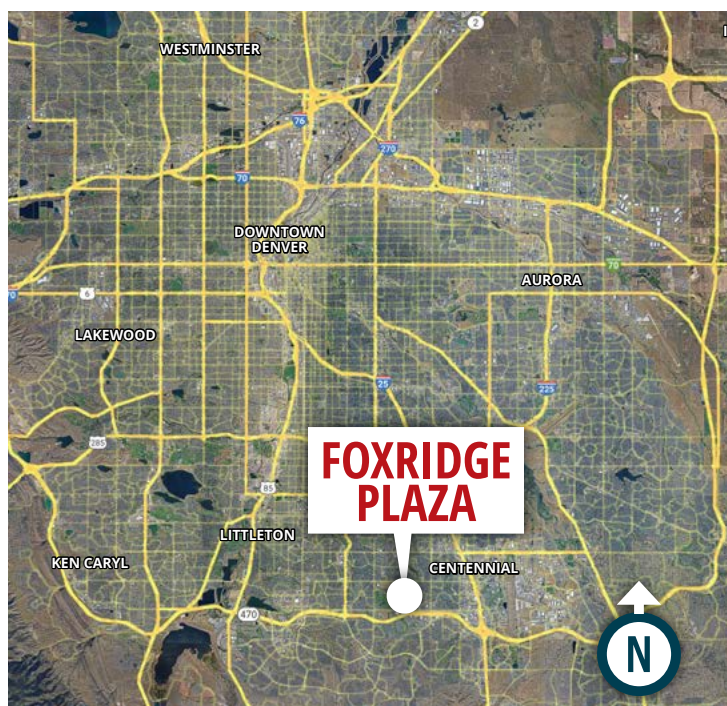 WESTMINSTER
2
76
270
70
DOWNTOWN
DENVER
70
AURORA
70
6
LAKEWOOD
25
225
285
FOXRIDGE
PLAZA
85
LITTLETON
KEN CARYL
CENTENNIAL
470
N